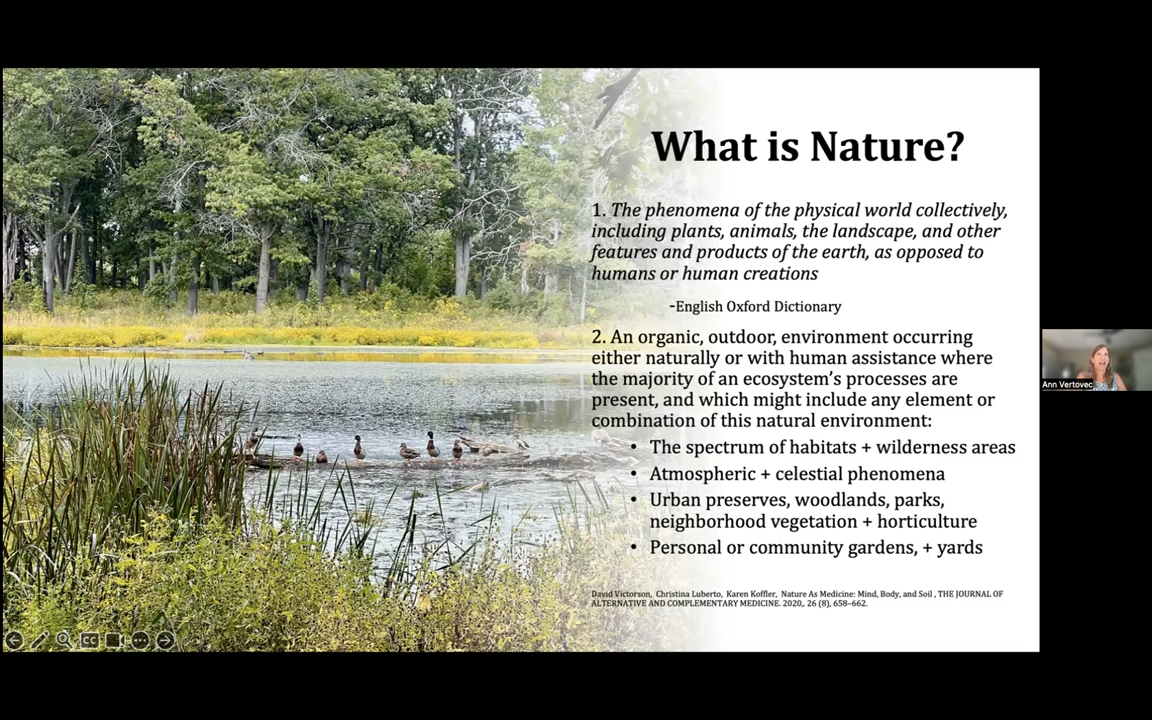 What is Nature?
1. The phenomena of the physical world collectively,
including plants, animals, the landscape, and other
features and products of the earth, as opposed to
humans or human creations
-English Oxford Dictionary
2. An organic, outdoor, environment occurring
either naturally or with human assistance where
the majority of an ecosystem's processes are
present, and which might include any element or
combination of this natural environment:
• The spectrum of habitats + wilderness areas
• Atmospheric + celestial phenomena
• Urban preserves, woodlands, parks,
neighborhood vegetation + horticulture
• Personal or community gardens, + yards
David Victorson, Christina Luberto, Karen Koffler, Nature As Medicine: Mind, Body, and Soil , THE JOURNAL OF
ALTERNATIVE AND COMPLEMENTARY MEDICINE. 2020, 26 (8), 658–662.
Ann Vertovec
CC